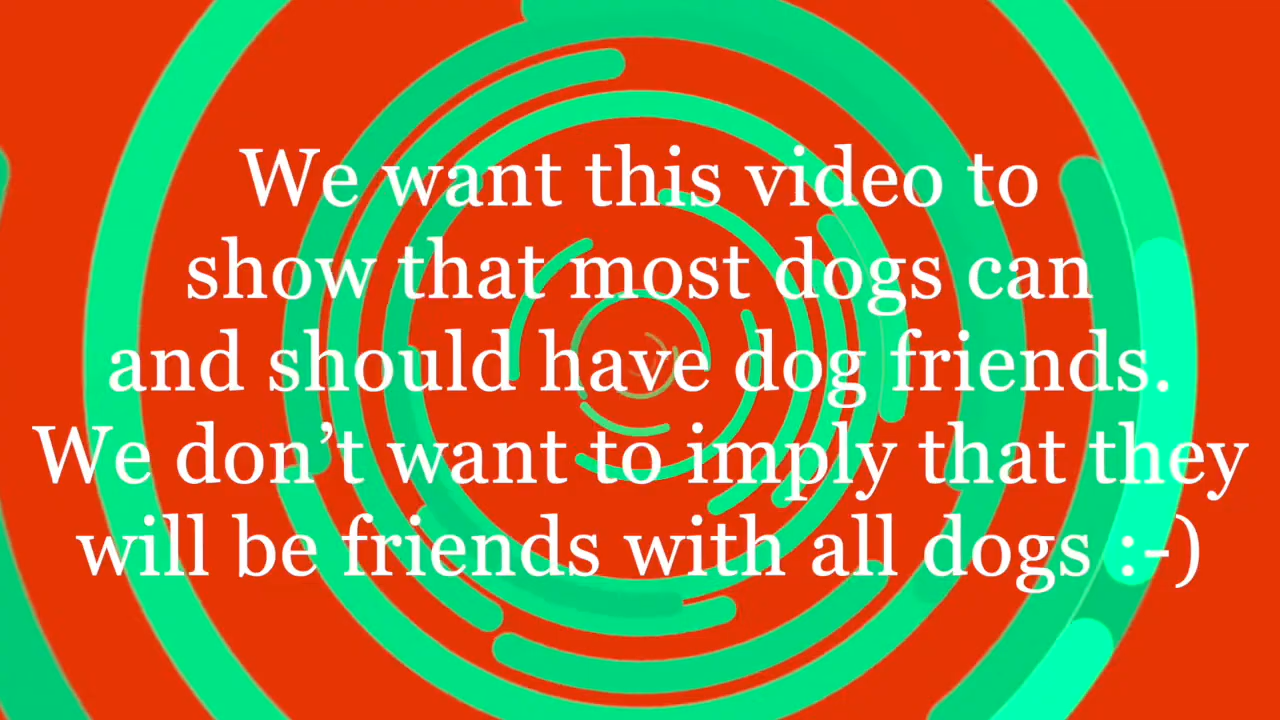 We want this video to
show that most dogs can
and should have dog friends.
We don’t want to imply that they
will be friends with all dogs :-)